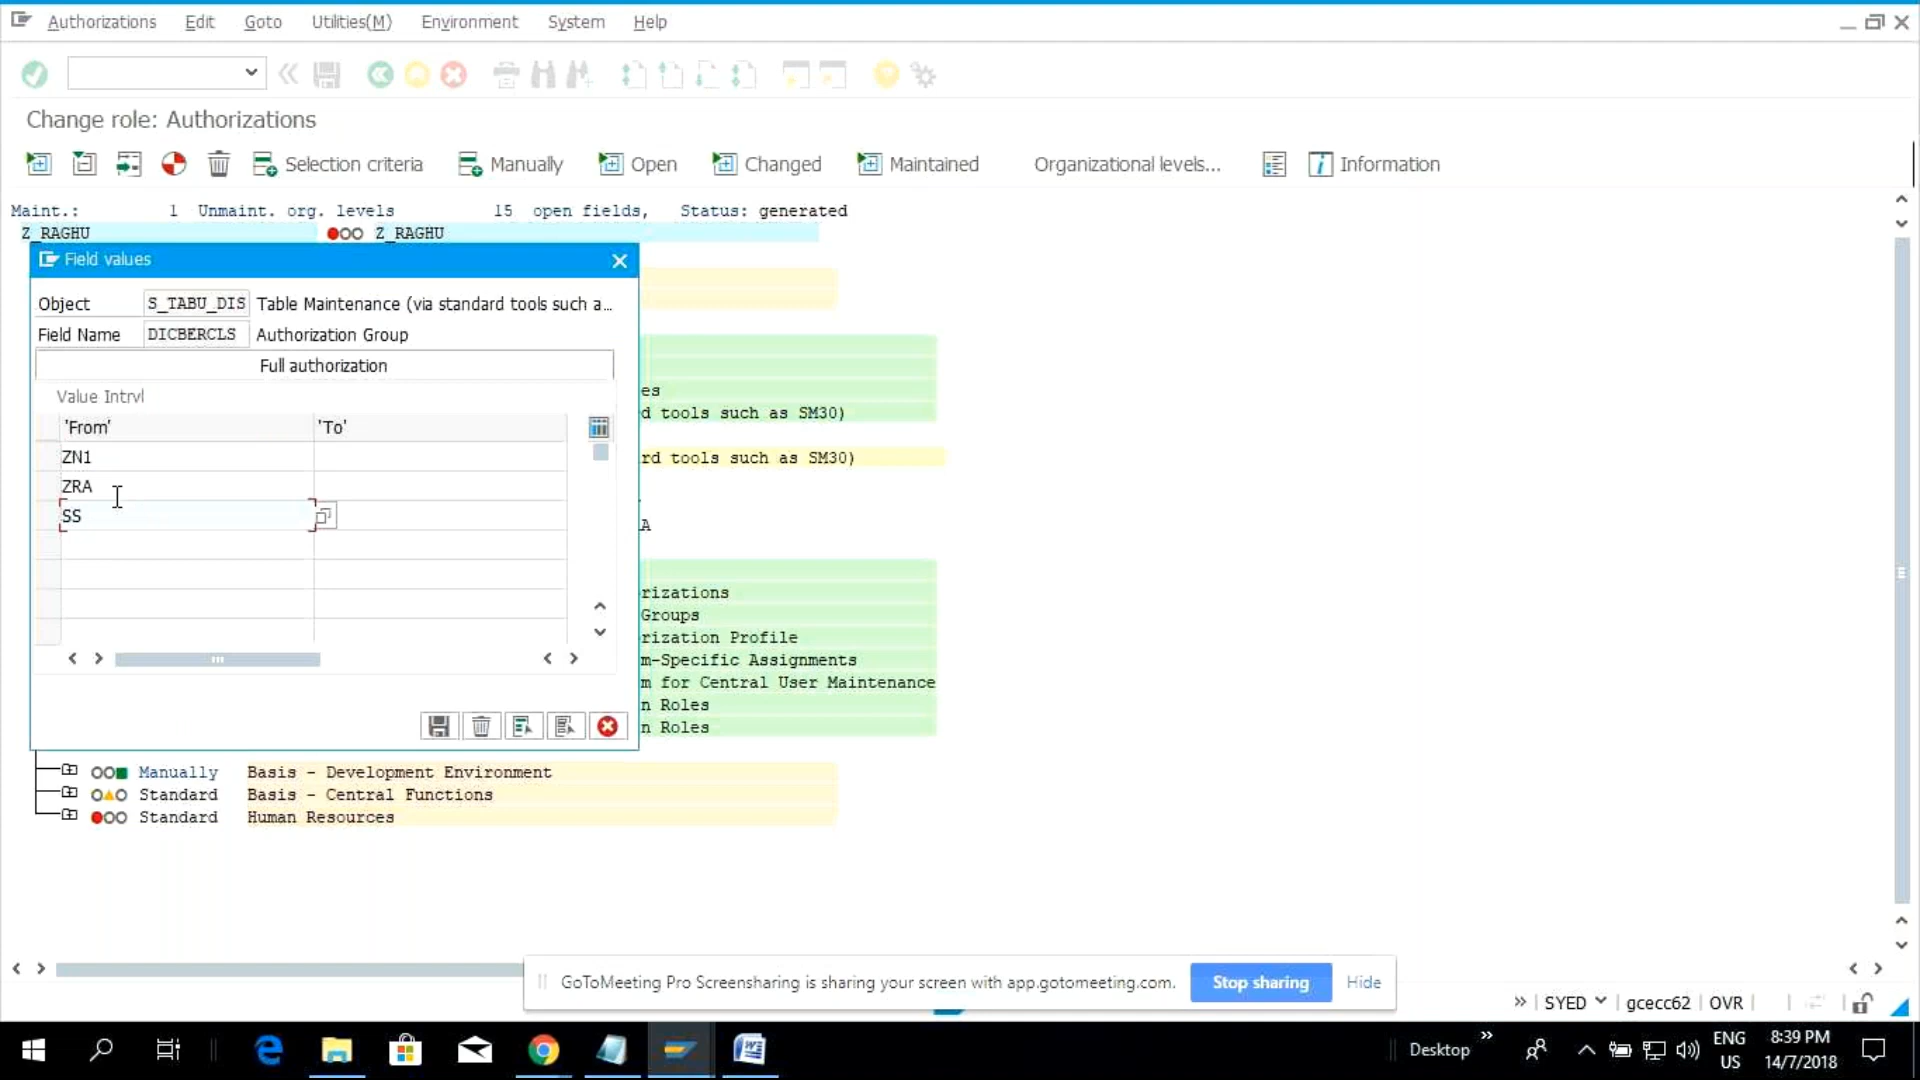 Authorizations Edit Goto Utilities(M) Environment System Help
Change role: Authorizations
Selection criteria Manually Open Changed Maintained Organizational levels... Information
Maint.: 1 Unmaint. org. levels 15 open fields, Status: generated
Z_RAGHU Z_RAGHU
Field values
Object S_TABU_DIS Table Maintenance (via standard tools such a...
Field Name DICBERCLS Authorization Group
Full authorization
Value Intrvl
'From' 'To'
ZN1
ZRA
SS
es
d tools such as SM30)
rd tools such as SM30)
A
rizations
Groups
rization Profile
m-Specific Assignments
m for Central User Maintenance
n Roles
n Roles
Manually Basis - Development Environment
Standard Basis - Central Functions
Standard Human Resources
GoToMeeting Pro Screensharing is sharing your screen with app.gotomeeting.com. Stop sharing Hide
SYED gcecc62 OVR
Desktop ENG US 8:39 PM 14/7/2018